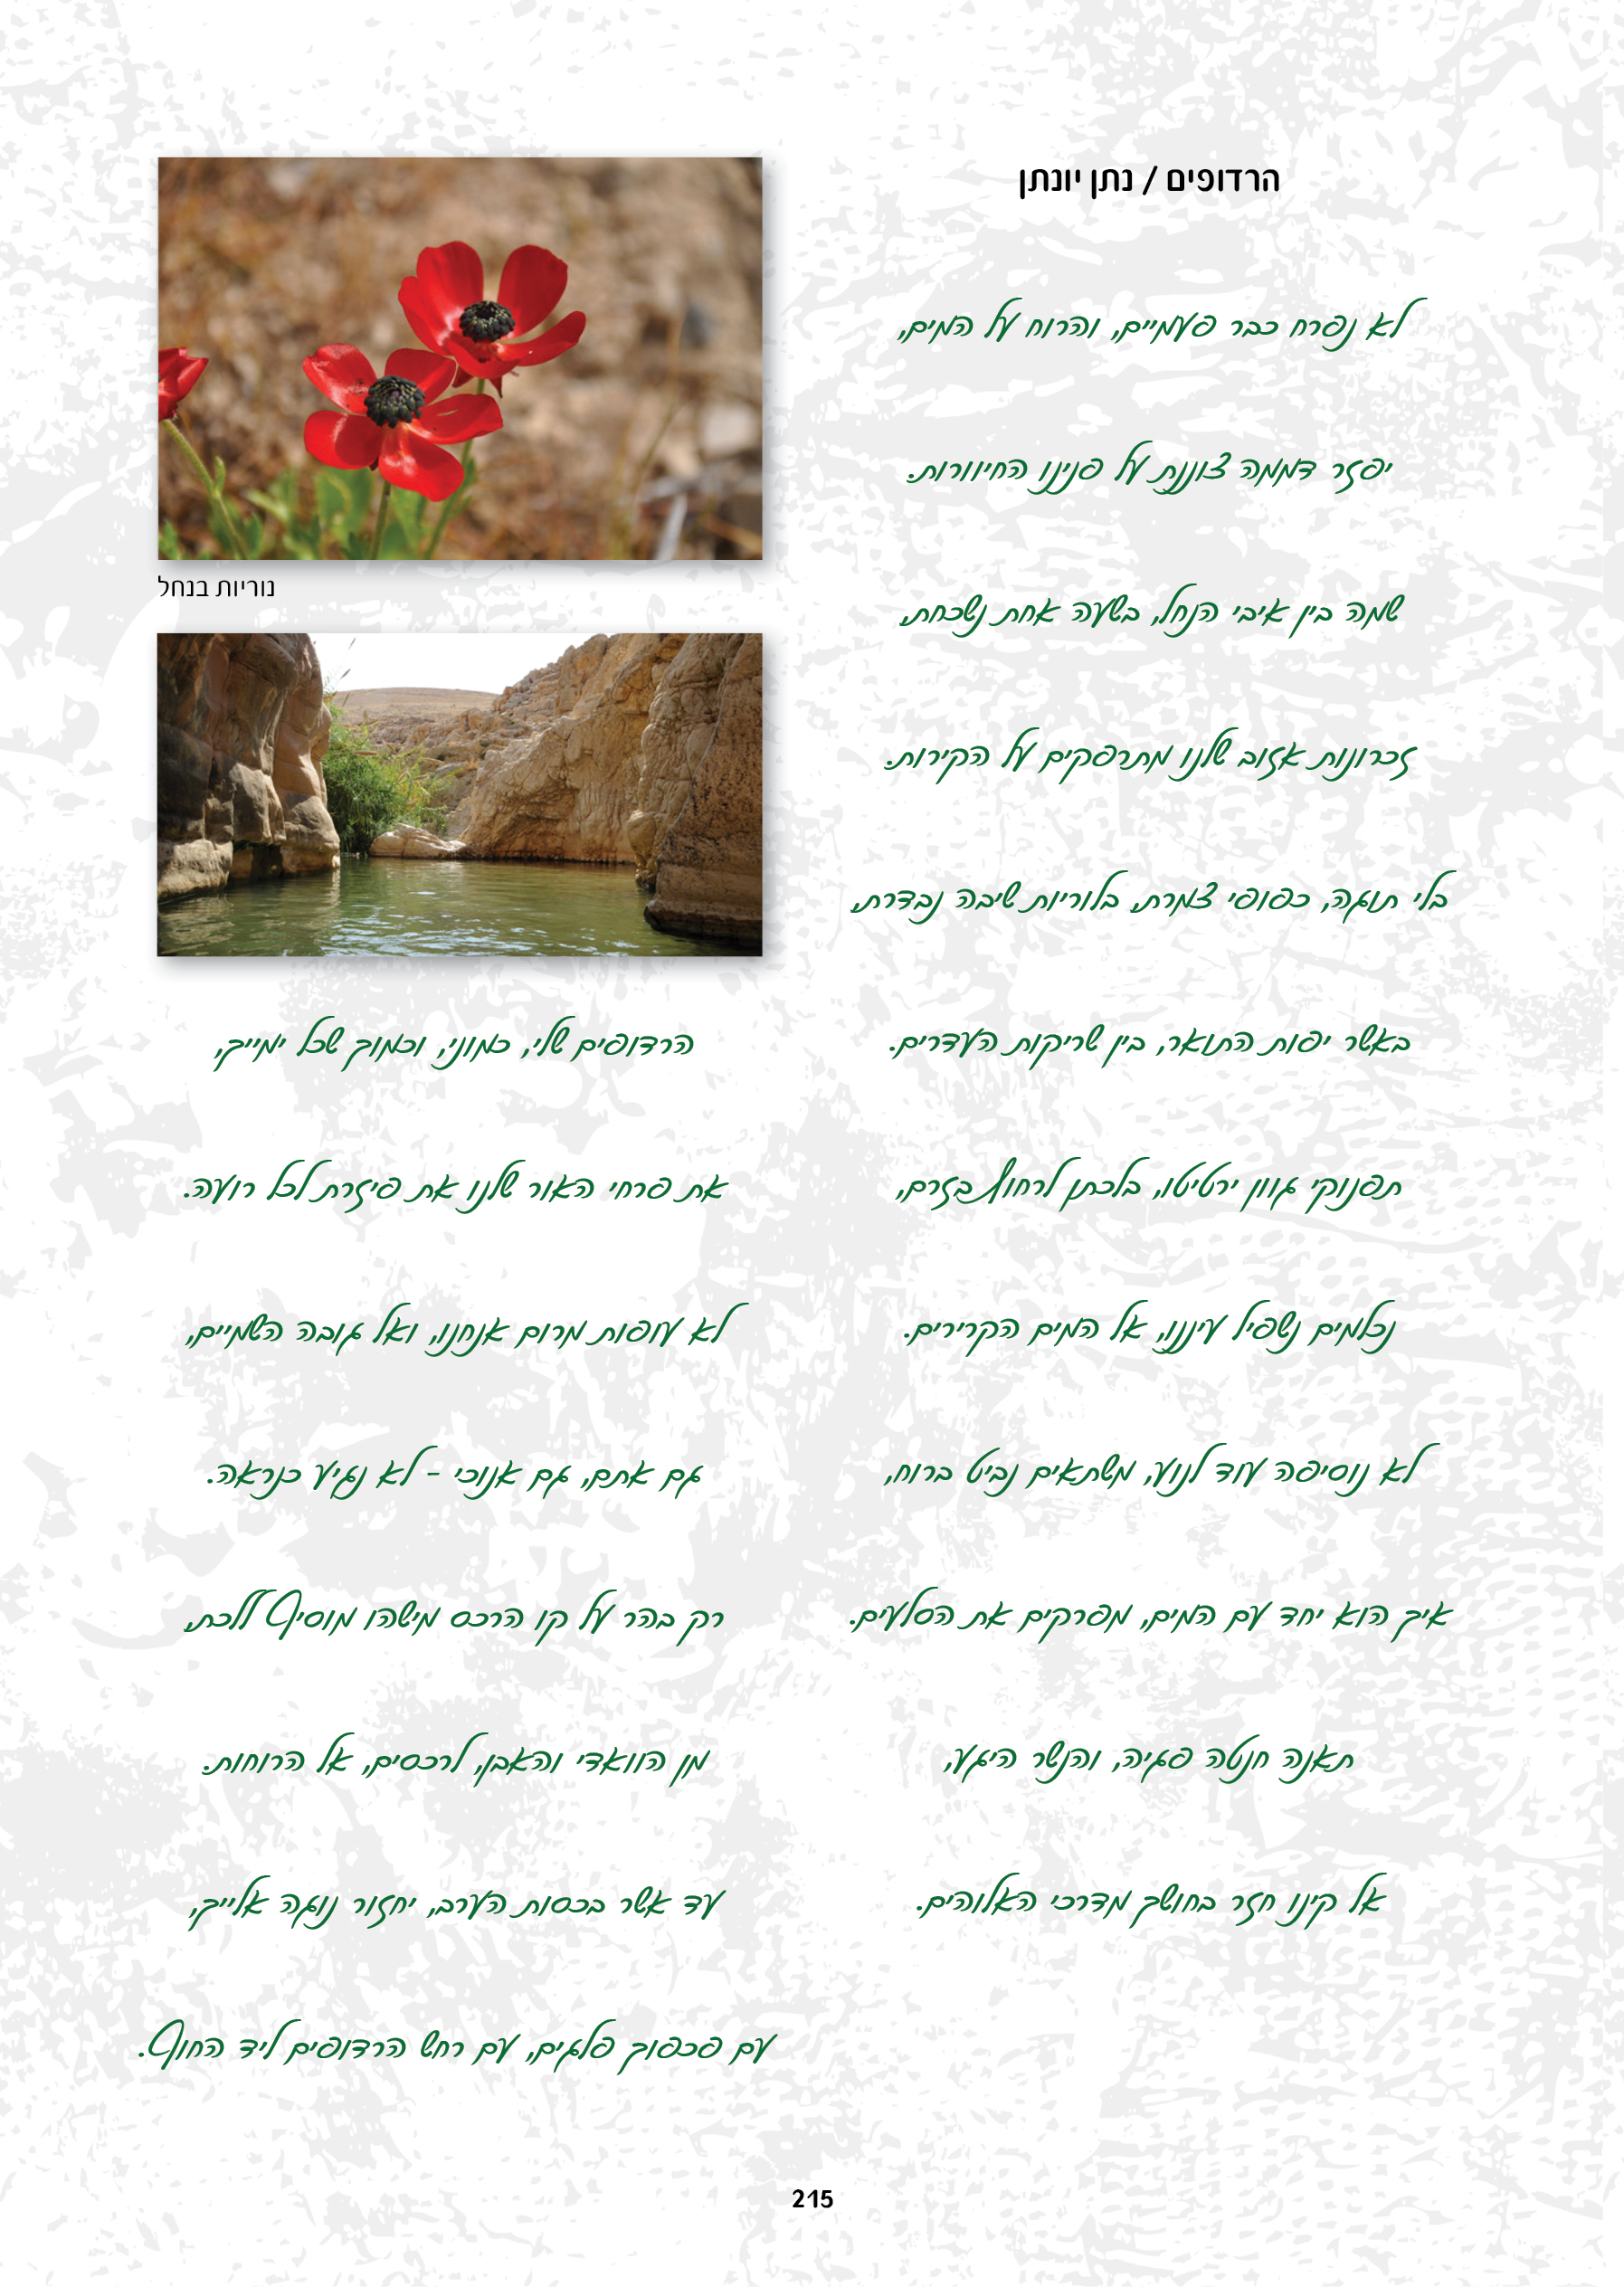 הרדופים / נתן יונתן
לא נפרח כבר פעמיים, והרוח על המים,
יפזר דממה צוננת על פנינו החיוורות.
שמה בין איבי הנחל, בשעה אחת נשכחת,
זכרונות אזוב שלנו מתרפקים על הקירות.
בלי תוגה, כפופי צמרת, בלוריות שיבה נבדרת,
באשר יפות התואר, בין שריקות העדרים.
תפנוקי גוון ירטיטו, בלכתן לרחוץ בזרם,
נכלמים נשפיל עיננו, אל המים הקרירים.
לא נוסיפה עוד לנוע, משתאים נביט ברוח,
איך הוא יחד עם המים, מפרקים את הסלעים.
תאנה חנטה פגיה, והנשר היגע,
אל קינו חזר בחושך מדרכי האלוהים.
נוריות בנחל
הרדופים שלי, כמוני, וכמוך שכל ימייך,
את פרחי האור שלנו את פיזרת לכל רועה.
לא עופות מרום אנחנו, ואל גובה השמיים,
גם אתם, גם אנוכי - לא נגיע כנראה.
רק בהר על קו הרכס מישהו מוסיף ללכת,
מן הוואדי והאבן, לרכסים, אל הרוחות.
עד אשר בכסות הערב, יחזור נוגה אלייך,
עם פכפוך פלגים, עם רחש הרדופים ליד החוף.
215